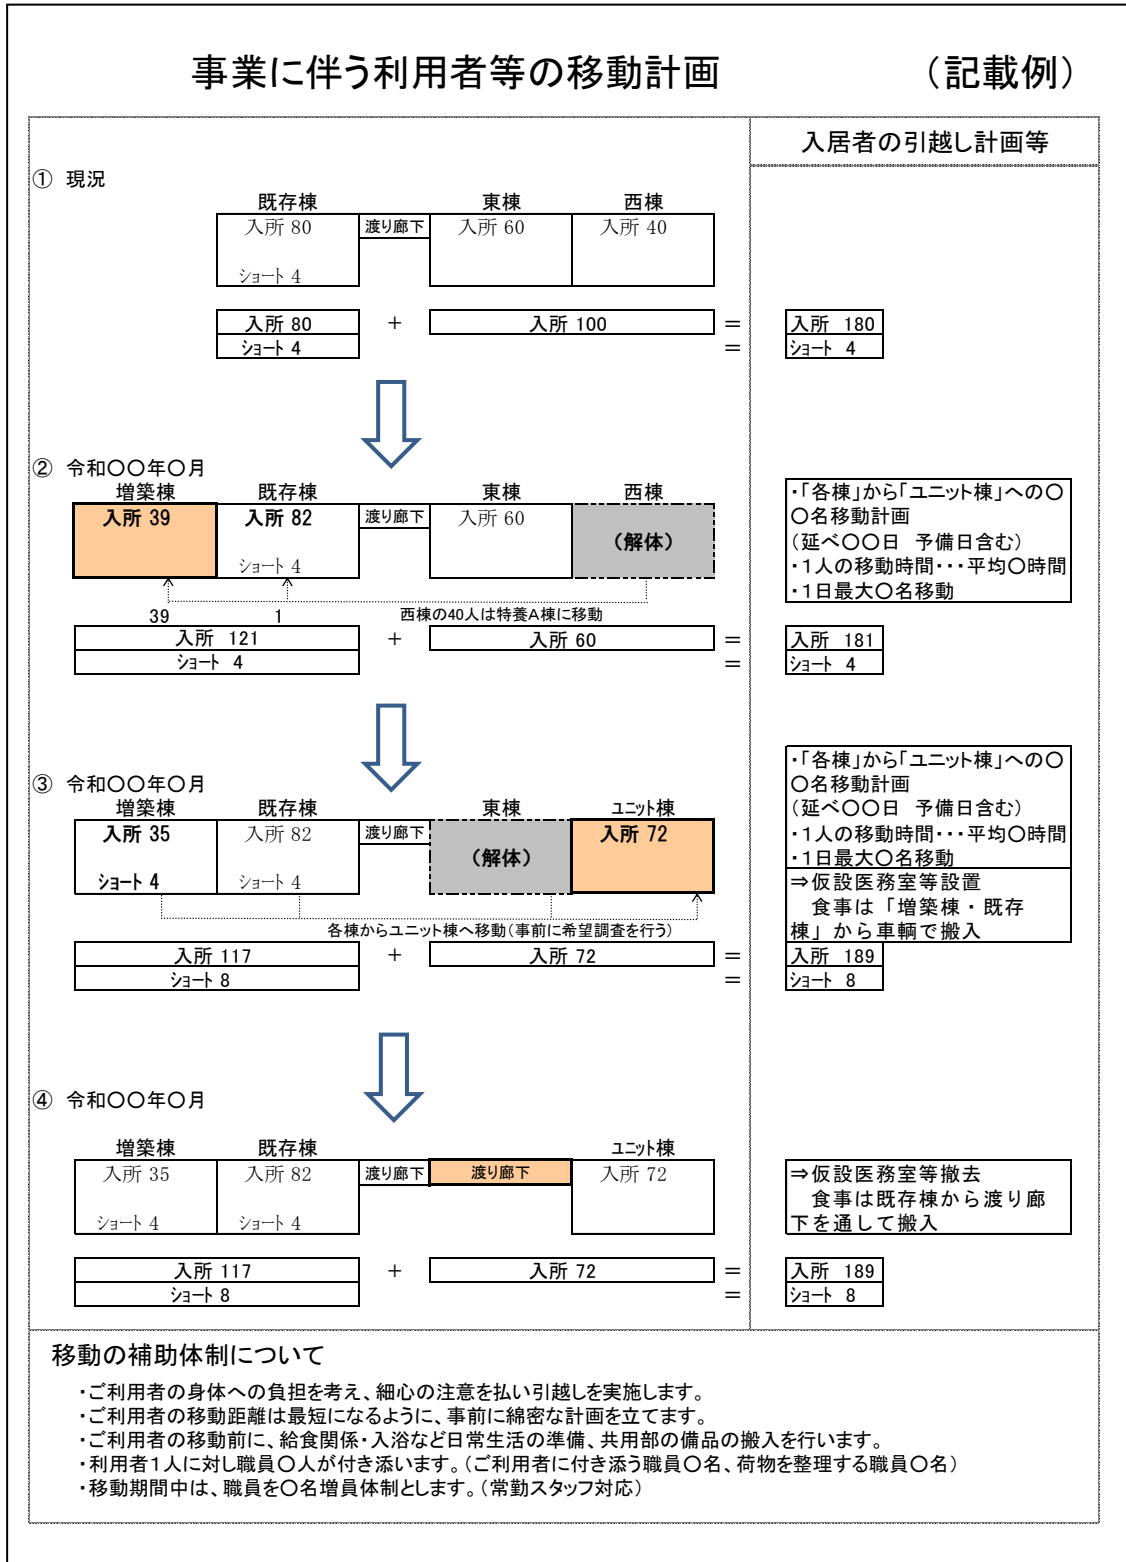 事業に伴う利用者等の移動計画 （記載例）
入居者の引越し計画等
① 現況
既存棟 東棟 西棟
入所 80 渡り廊下 入所 60 入所 40
ショート 4
入所 80 + 入所 100 = 入所 180
ショート 4 = ショート 4
② 令和〇〇年〇月
増築棟 既存棟 東棟 西棟
入所 39 入所 82 渡り廊下 入所 60
（解体）
ショート 4
・「各棟」から「ユニット棟」への〇
〇名移動計画
（延べ〇〇日 予備日含む）
・１人の移動時間・・・平均〇時間
・１日最大〇名移動
39 1 西棟の40人は特養A棟に移動
入所 121 + 入所 60 = 入所 181
ショート 4 = ショート 4
③ 令和〇〇年〇月
増築棟 既存棟 東棟 ユニット棟
入所 35 入所 82 渡り廊下 入所 72
（解体）
ショート 4 ショート 4
・「各棟」から「ユニット棟」への〇
〇名移動計画
（延べ〇〇日 予備日含む）
・１人の移動時間・・・平均〇時間
・１日最大〇名移動
⇒仮設医務室等設置
食事は「増築棟・既存
棟」から車輌で搬入
各棟からユニット棟へ移動（事前に希望調査を行う）
入所 117 + 入所 72 = 入所 189
ショート 8 = ショート 8
④ 令和〇〇年〇月
増築棟 既存棟 ユニット棟
入所 35 入所 82 渡り廊下 渡り廊下 入所 72
ショート 4 ショート 4
⇒仮設医務室等撤去
食事は既存棟から渡り廊
下を通して搬入
入所 117 + 入所 72 = 入所 189
ショート 8 = ショート 8
移動の補助体制について
・ご利用者の身体への負担を考え、細心の注意を払い引越しを実施します。
・ご利用者の移動距離は最短になるように、事前に綿密な計画を立てます。
・ご利用者の移動前に、給食関係・入浴など日常生活の準備、共用部の備品の搬入を行います。
・利用者１人に対し職員〇人が付き添います。（ご利用者に付き添う職員〇名、荷物を整理する職員〇名）
・移動期間中は、職員を〇名増員体制とします。（常勤スタッフ対応）